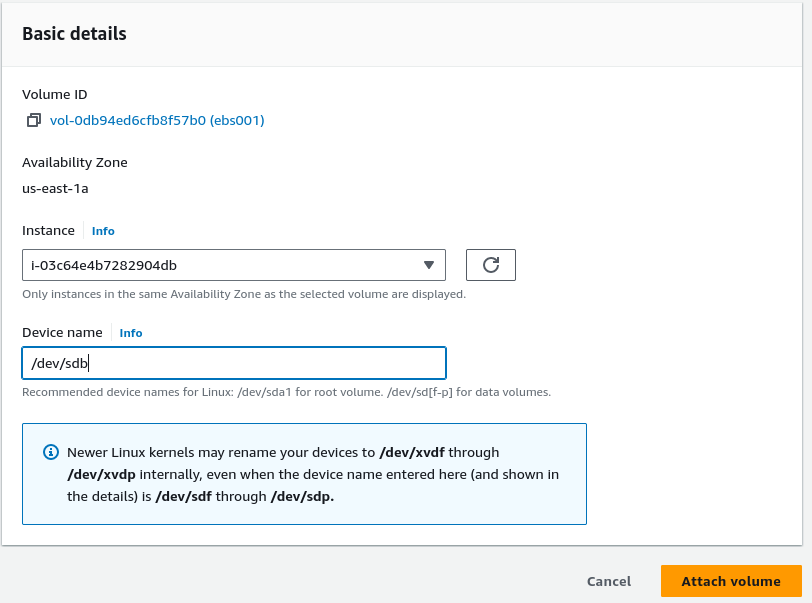 Basic details
Volume ID
vol-0db94ed6cfb8f57b0 (ebs001)
Availability Zone
us-east-1a
Instance Info
i-03c64e4b7282904db
Only instances in the same Availability Zone as the selected volume are displayed.
Device name Info
/dev/sdb
Recommended device names for Linux: /dev/sda1 for root volume. /dev/sd[f-p] for data volumes.
Newer Linux kernels may rename your devices to /dev/xvdf through
/dev/xvdp internally, even when the device name entered here (and shown in
the details) is /dev/sdf through /dev/sdp.
Cancel Attach volume